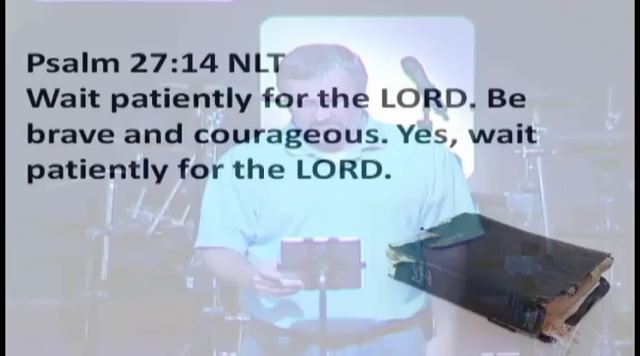 Psalm 27:14 NLT
Wait patiently for the LORD. Be
brave and courageous. Yes, wait
patiently for the LORD.